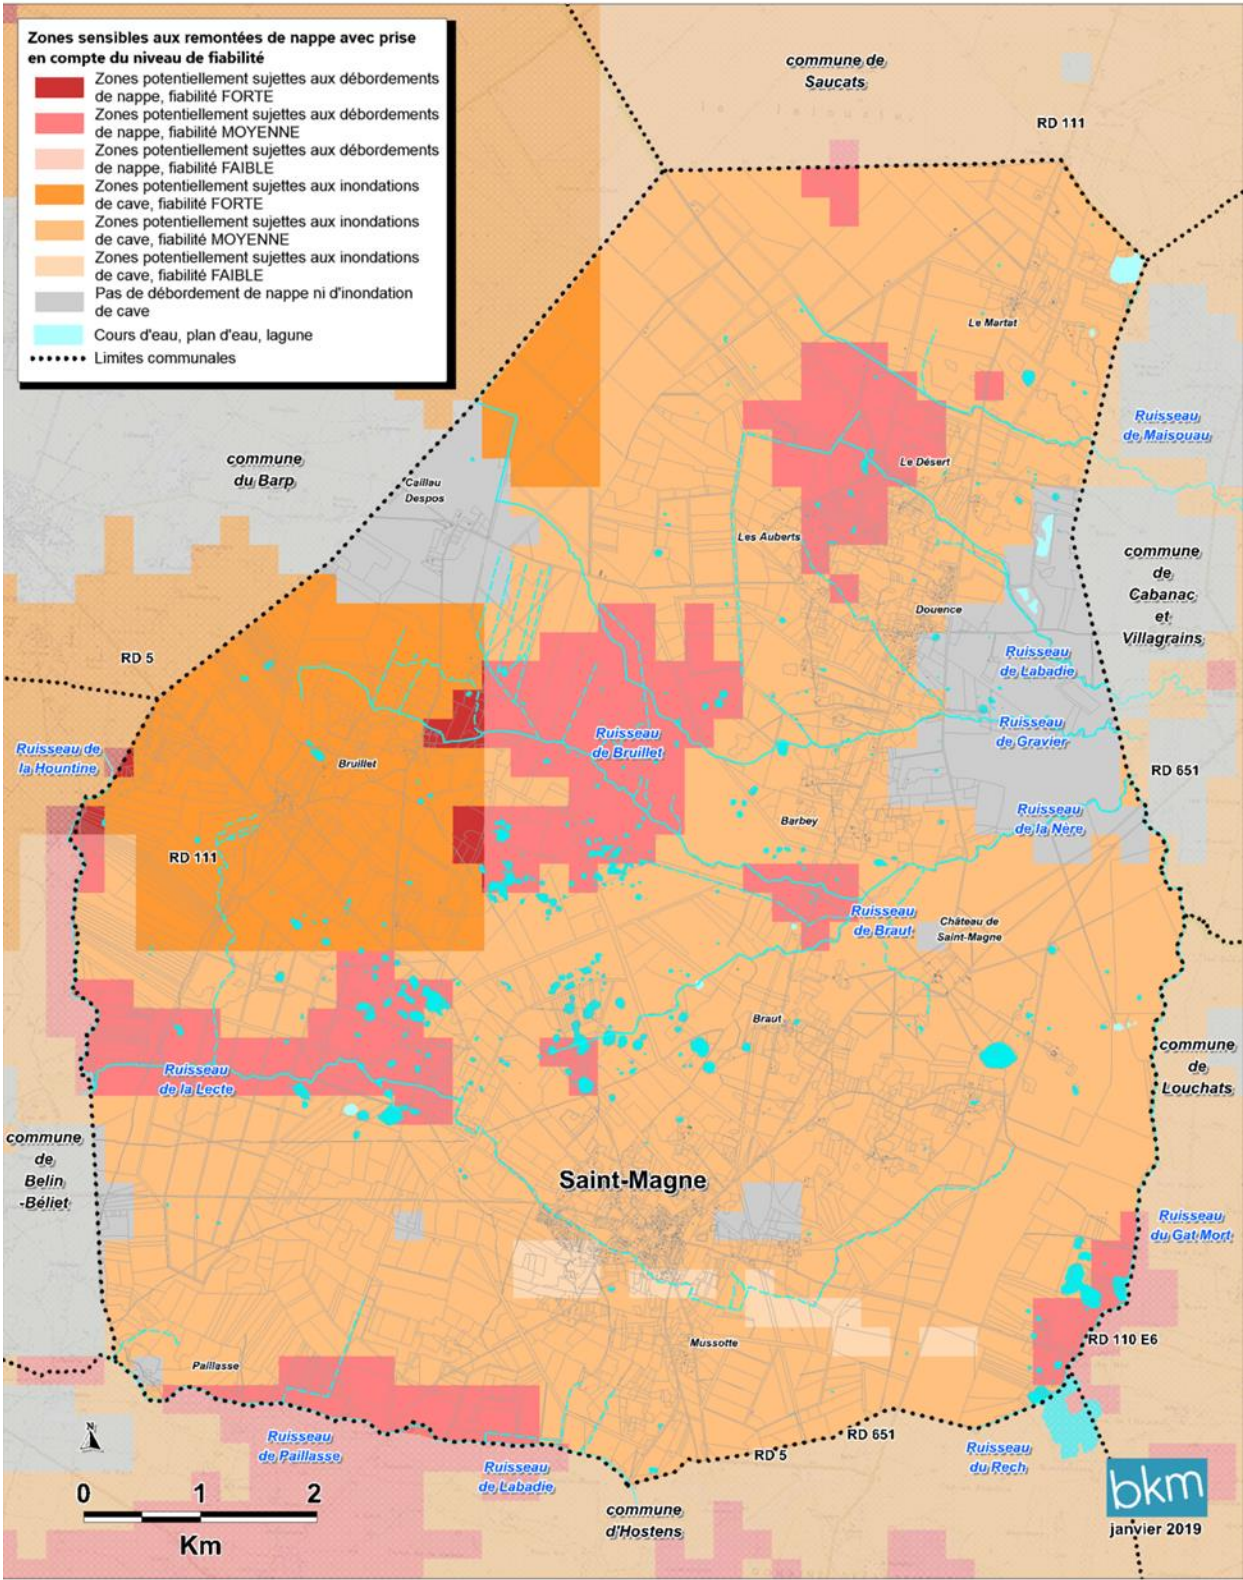 Zones sensibles aux remontées de nappe avec prise
en compte du niveau de fiabilité
Zones potentiellement sujettes aux débordements
de nappe, fiabilité FORTE
Zones potentiellement sujettes aux débordements
de nappe, fiabilité MOYENNE
Zones potentiellement sujettes aux débordements
de nappe, fiabilité FAIBLE
Zones potentiellement sujettes aux inondations
de cave, fiabilité FORTE
Zones potentiellement sujettes aux inondations
de cave, fiabilité MOYENNE
Zones potentiellement sujettes aux inondations
de cave, fiabilité FAIBLE
Pas de débordement de nappe ni d'inondation
de cave
Cours d'eau, plan d'eau, lagune
Limites communales
commune de
Saucats
RD 111
Le Martat
Ruisseau
de Maisouau
commune
du Barp
Caillau
Despos
Le Désert
Les Auberts
commune
de
Cabanac
et
Villagrains
Douence
RD 5
Ruisseau
de Labadie
Ruisseau de
la Hountine
Ruisseau
de Bruillet
Ruisseau
de Gravier
Bruillet
RD 651
Barbey
Ruisseau
de la Nère
RD 111
Ruisseau
de Braut
Château de
Saint-Magne
Braut
Ruisseau
de la Lecte
commune
de
Louchats
commune
de
Belin
-Béliet
Saint-Magne
Ruisseau
du Gat Mort
Mussotte
RD 110 E6
Paillasse
Ruisseau
de Paillasse
RD 651
RD 5
Ruisseau
du Rech
Ruisseau
de Labadie
N
0 1 2
Km
commune
d'Hostens
bkm
janvier 2019